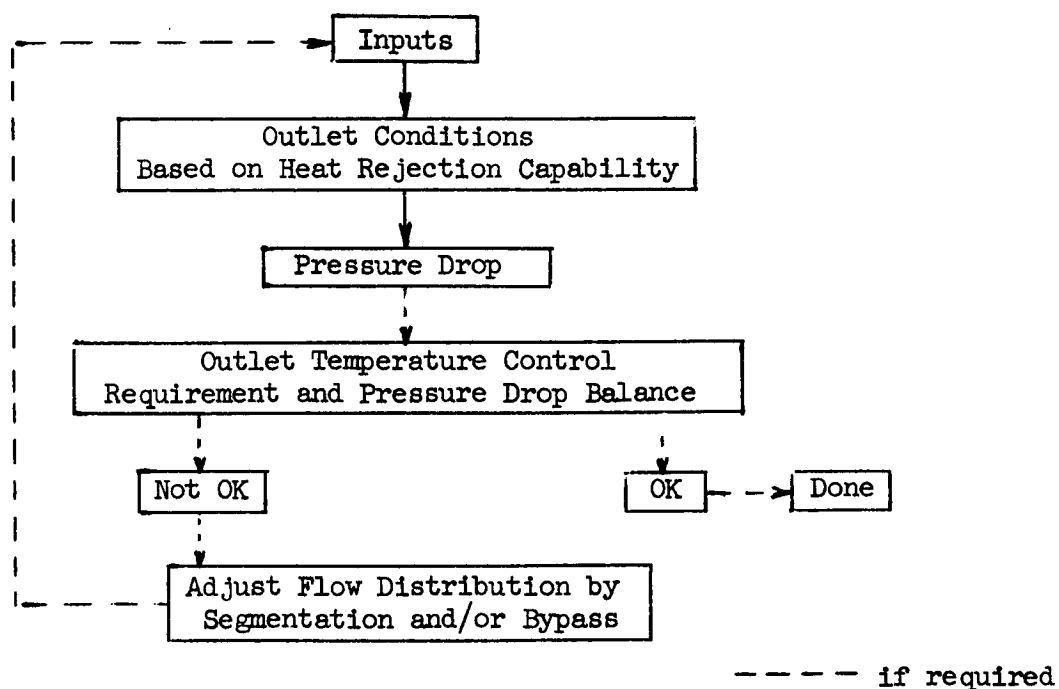 Inputs
Outlet Conditions
Based on Heat Rejection Capability
Pressure Drop
Outlet Temperature Control
Requirement and Pressure Drop Balance
Not OK
OK
Done
Adjust Flow Distribution by
Segmentation and/or Bypass
if required